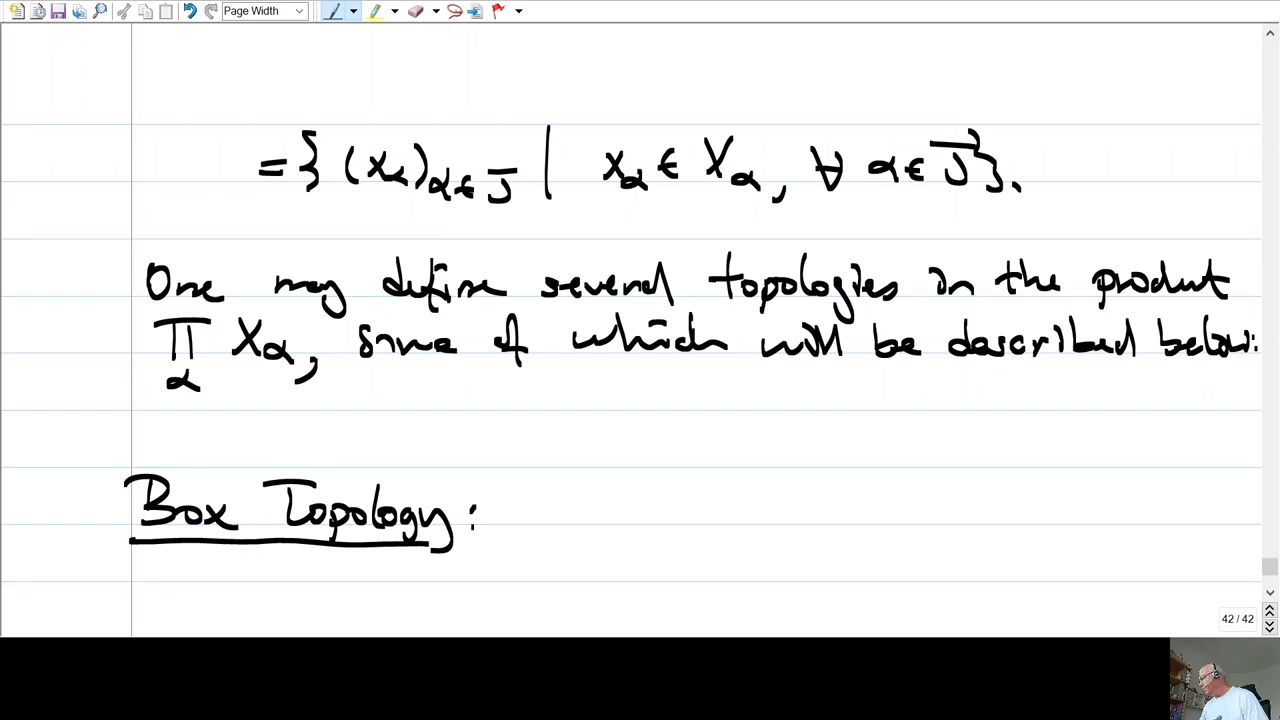 Page Width
= { (x_α)_{α∈J} | x_α ∈ X_α, ∀ α ∈ J }.
One may define several topologies in the product
∏_α X_α, some of which will be described below:
Box Topology:
42 / 42